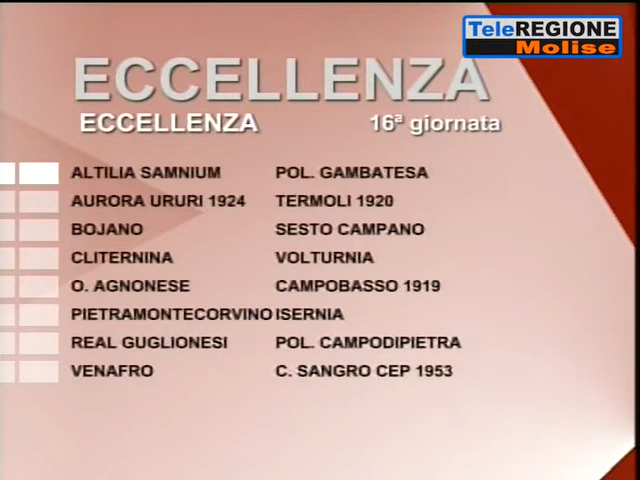 TeleREGIONE
Molise
ECCELLENZA
ECCELLENZA 16ª giornata
ALTILIA SAMNIUM POL. GAMBATESA
AURORA URURI 1924 TERMOLI 1920
BOJANO SESTO CAMPANO
CLITERNINA VOLTURNIA
O. AGNONESE CAMPOBASSO 1919
PIETRAMONTECORVINO ISERNIA
REAL GUGLIONESI POL. CAMPODIPIETRA
VENAFRO C. SANGRO CEP 1953